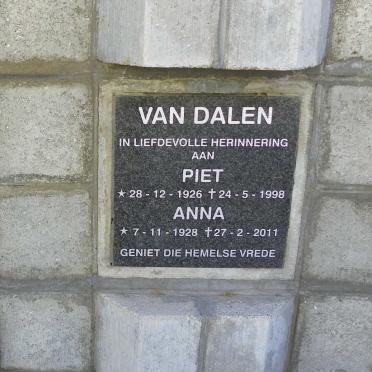 VAN DALEN
IN LIEFDEVOLLE HERINNERING
AAN
PIET
★ 28 - 12 - 1926 ✝ 24 - 5 - 1998
ANNA
★ 7 - 11 - 1928 ✝ 27 - 2 - 2011
GENIET DIE HEMELSE VREDE